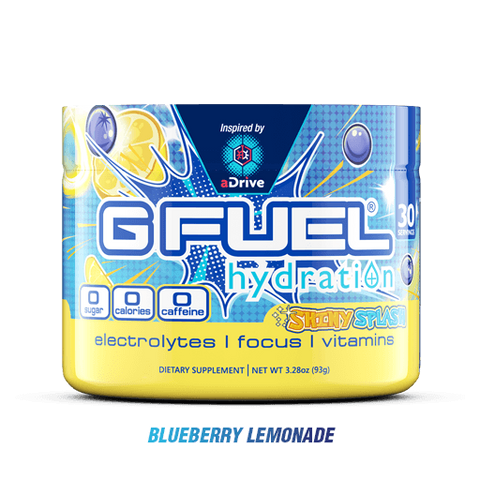 Inspired by
aDrive
G FUEL®
hydration
30
SERVINGS
0
sugar
0
calories
0
caffeine
SHINY SPLASH
electrolytes | focus | vitamins
DIETARY SUPPLEMENT | NET WT 3.28oz (93g)
BLUEBERRY LEMONADE